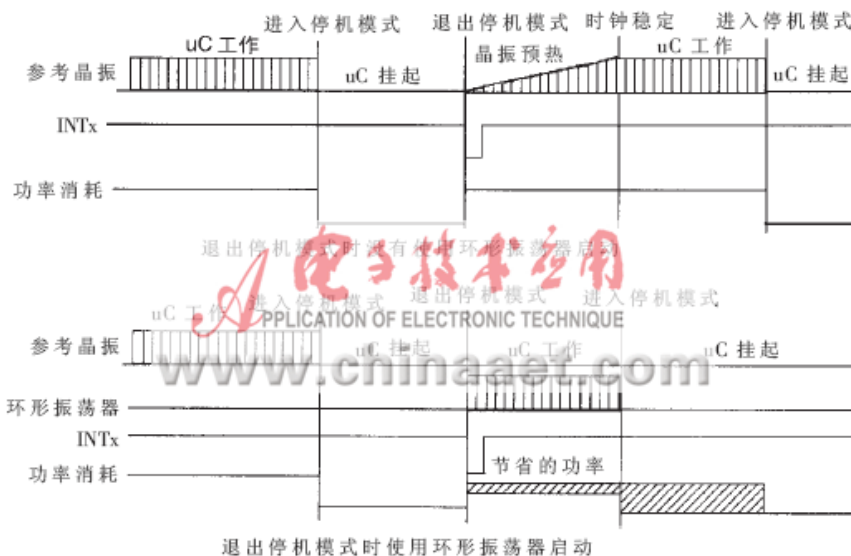 进入停机模式 退出停机模式 时钟稳定 进入停机模式
uC 工作 晶振预热 uC 工作
参考晶振 uC 挂起 uC 挂起
INTx
功率消耗
退出停机模式时没有使用环形振荡器启动
电子技术应用
APPLICATION OF ELECTRONIC TECHNIQUE
uC 工作 进入停机模式 退出停机模式 进入停机模式
参考晶振 uC 挂起 uC 工作 uC 挂起
www.chinaaet.com
环形振荡器
INTx
功率消耗 节省的功率
退出停机模式时使用环形振荡器启动